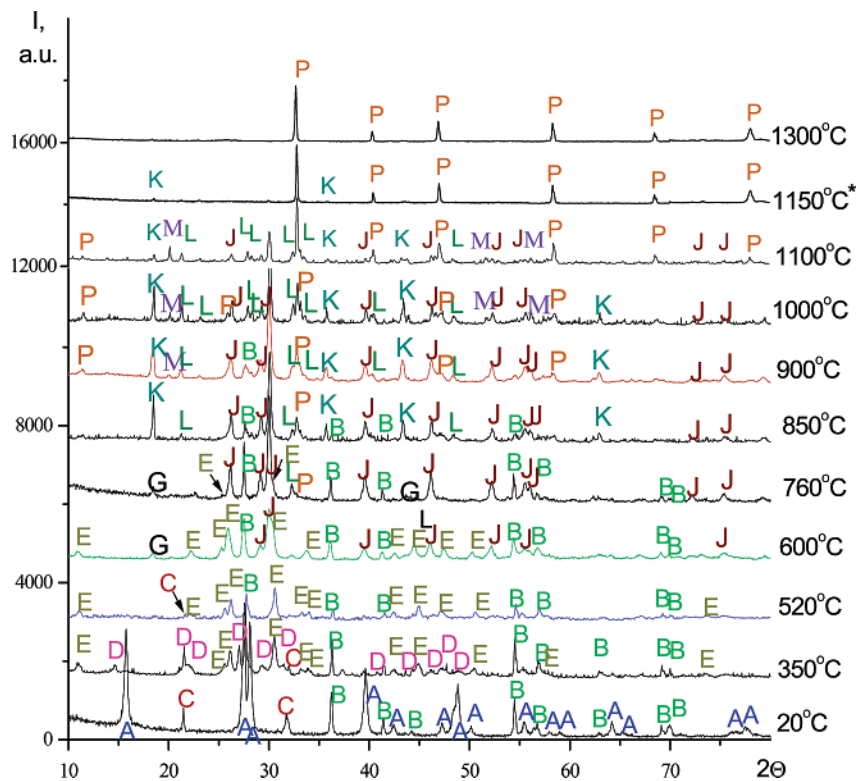 I,
a.u.
P
P P P P P
16000 1300°C
K K P P P P P
1150°C*
P K M L J L L L L J P K J L M J J M P P J J P
12000 1100°C
P K M L L P J L L L P L K J L K J P L M J J M P K J J
1000°C
P K M L J B J L P L K J L K J P L J J P K J J
900°C
K L J B J L P K B J B K J L J B J J K J J
8000 850°C
G E J B J J E L P B J B G J J B J J B B B J J
760°C
E G E E E B J J E E B J B E E L J E E J B J B B B J
600°C
4000 E C E E E B E E E B B E E E E B B B B E
520°C
E D D D E E D B E D D C E E B D E D E D D E B B E B B B E
350°C
A C A B A C B A B A B A A A B A B A A A A B B B A A
0 20°C
10 20 30 40 50 60 70 2Θ